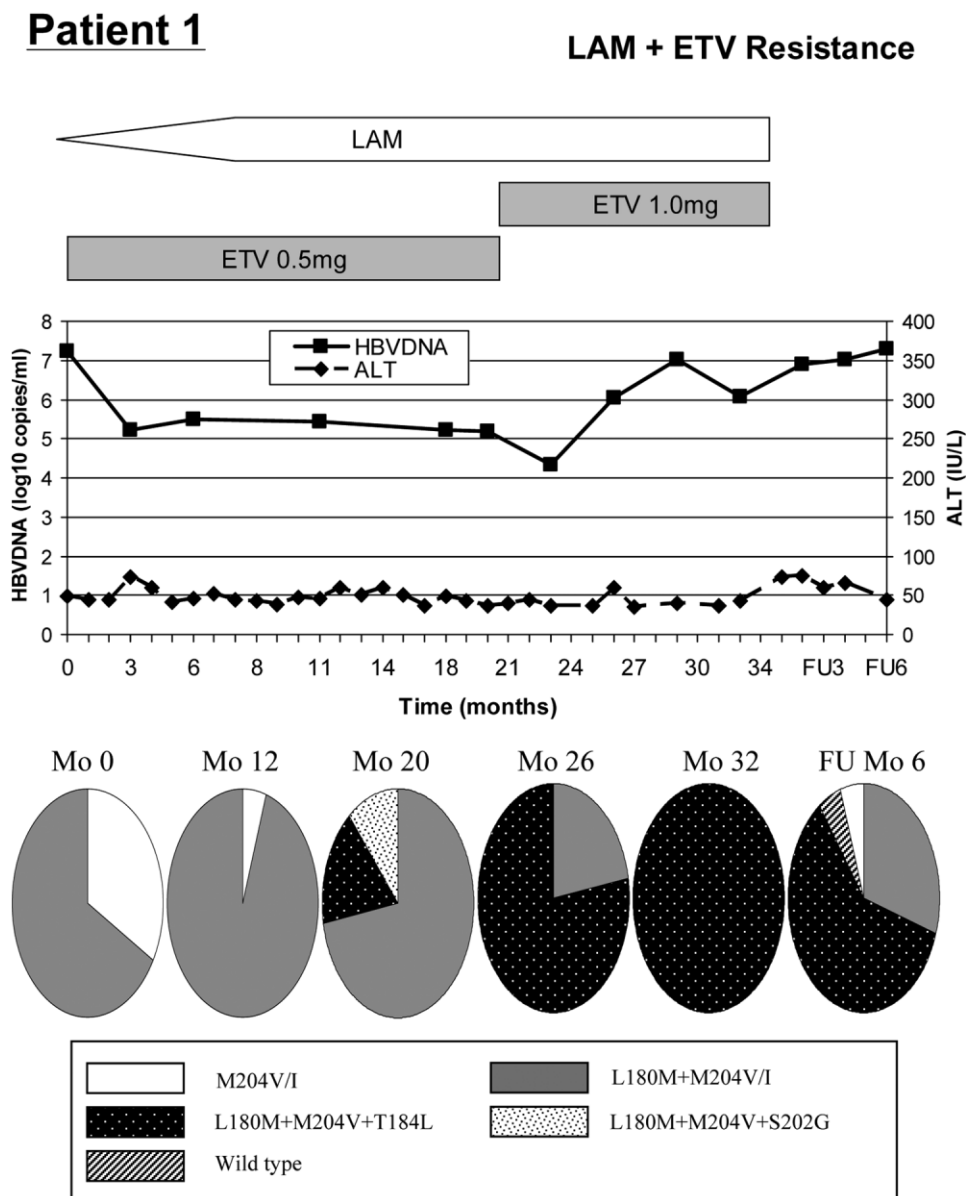 Patient 1
LAM + ETV Resistance
LAM
ETV 1.0mg
ETV 0.5mg
8
7
6
5
4
3
2
1
0
HBVDNA (log10 copies/ml)
HBVDNA
ALT
400
350
300
250
200
150
100
50
0
ALT (IU/L)
0 3 6 8 11 14 18 21 24 27 30 34 FU3 FU6
Time (months)
Mo 0 Mo 12 Mo 20 Mo 26 Mo 32 FU Mo 6
M204V/I L180M+M204V/I
L180M+M204V+T184L L180M+M204V+S202G
Wild type